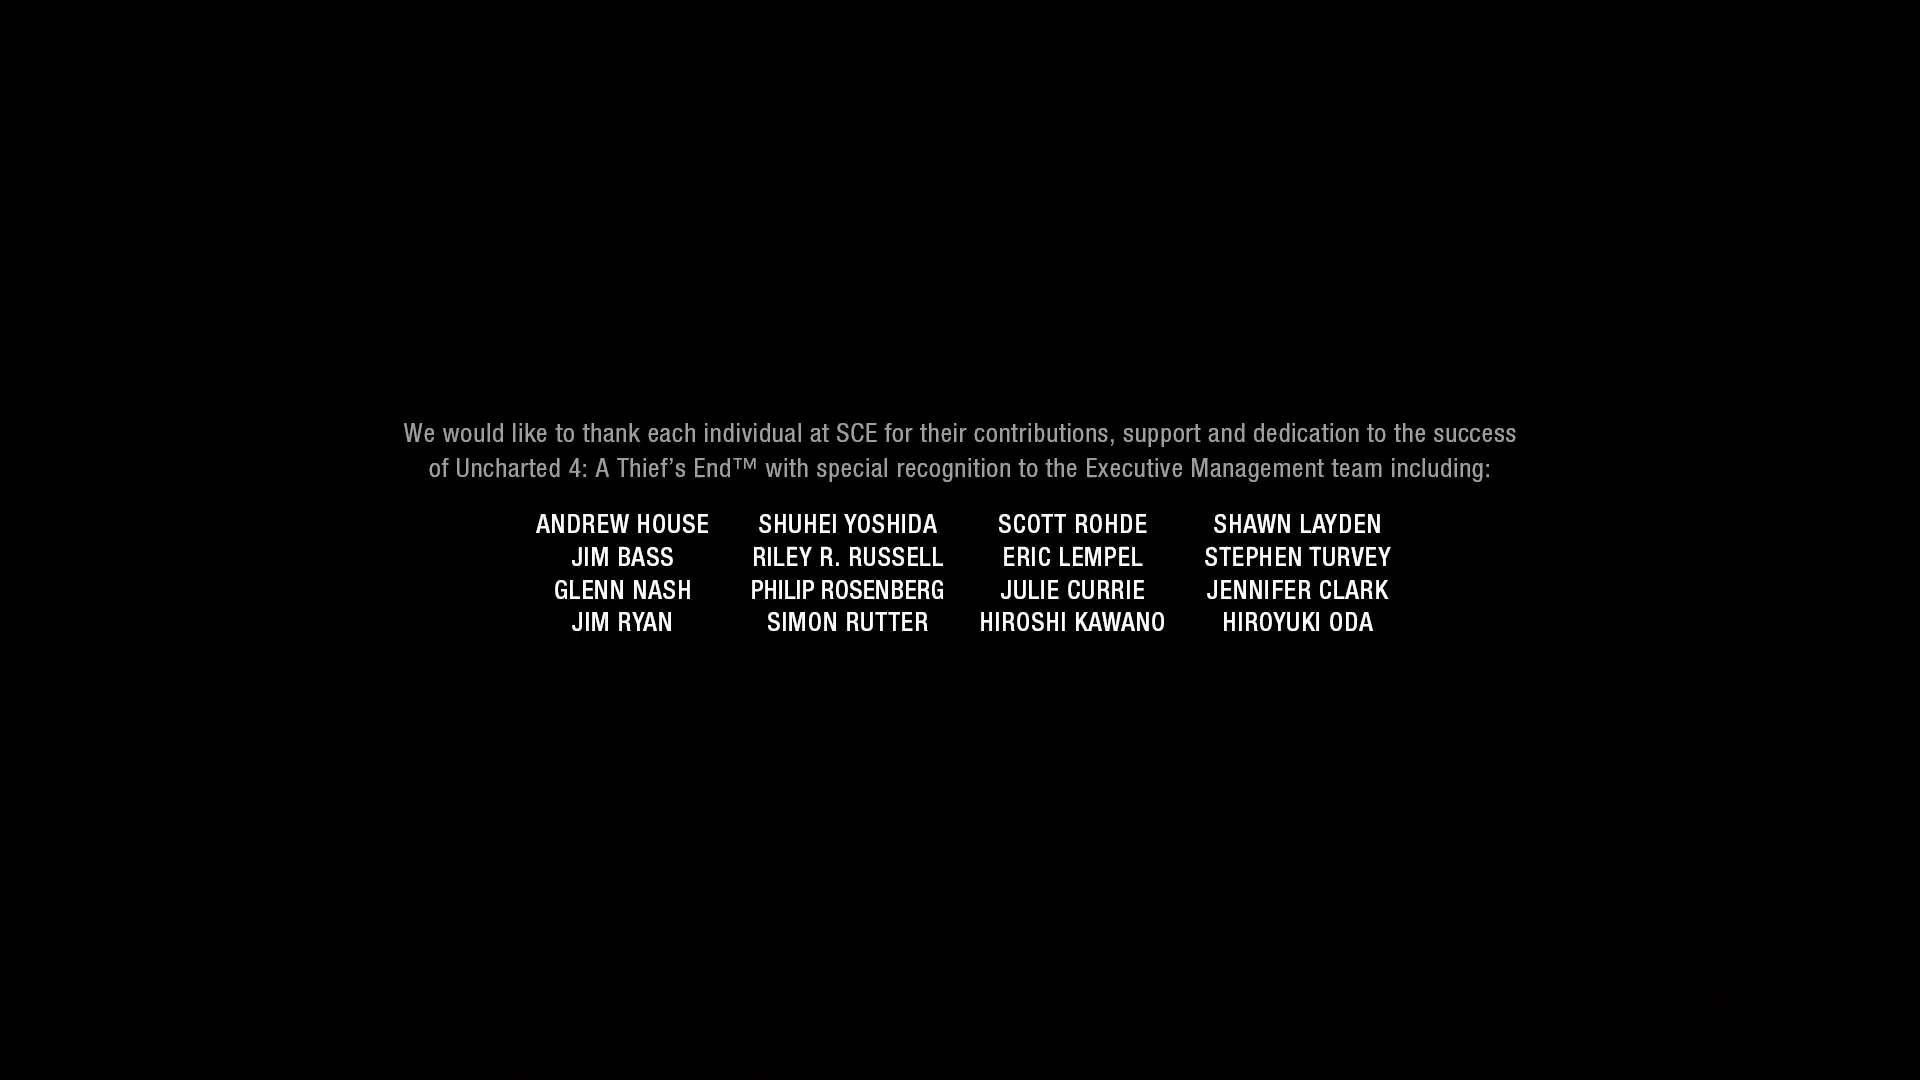 We would like to thank each individual at SCE for their contributions, support and dedication to the success
of Uncharted 4: A Thief’s End™ with special recognition to the Executive Management team including:
ANDREW HOUSE SHUHEI YOSHIDA SCOTT ROHDE SHAWN LAYDEN
JIM BASS RILEY R. RUSSELL ERIC LEMPEL STEPHEN TURVEY
GLENN NASH PHILIP ROSENBERG JULIE CURRIE JENNIFER CLARK
JIM RYAN SIMON RUTTER HIROSHI KAWANO HIROYUKI ODA